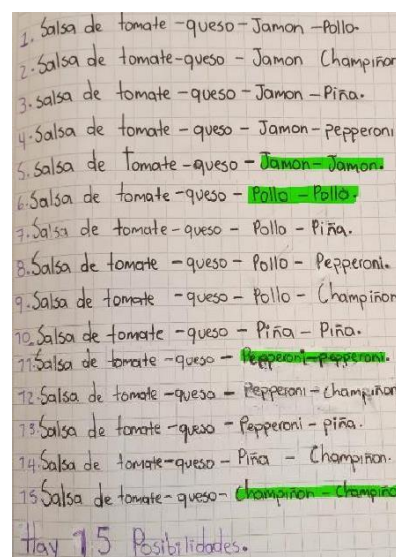 1. Salsa de tomate-queso-Jamon-Pollo.
2. Salsa de tomate-queso-Jamon Champiñon
3. salsa de tomate-queso-Jamon-Piña.
4. Salsa de tomate-queso-Jamon-pepperoni
5. Salsa de Tomate-queso-Jamon-Jamon.
6. Salsa de tomate-queso-Pollo-Pollo.
7. Salsa de tomate-queso-Pollo-Piña.
8. Salsa de tomate-queso-Pollo-Pepperoni.
9. Salsa de tomate-queso-Pollo-Champiñon
10. Salsa de tomate-queso-Piña-Piña.
11. Salsa de tomate-queso-Pepperoni-pepperoni.
12. Salsa de tomate-queso-Pepperoni-champiñon
13. Salsa de tomate-queso-Pepperoni-piña.
14. Salsa de tomate-queso-Piña-Champiñon.
15. Salsa de tomate-queso-Champiñon-Champiño
Hay 15 Posibilidades.